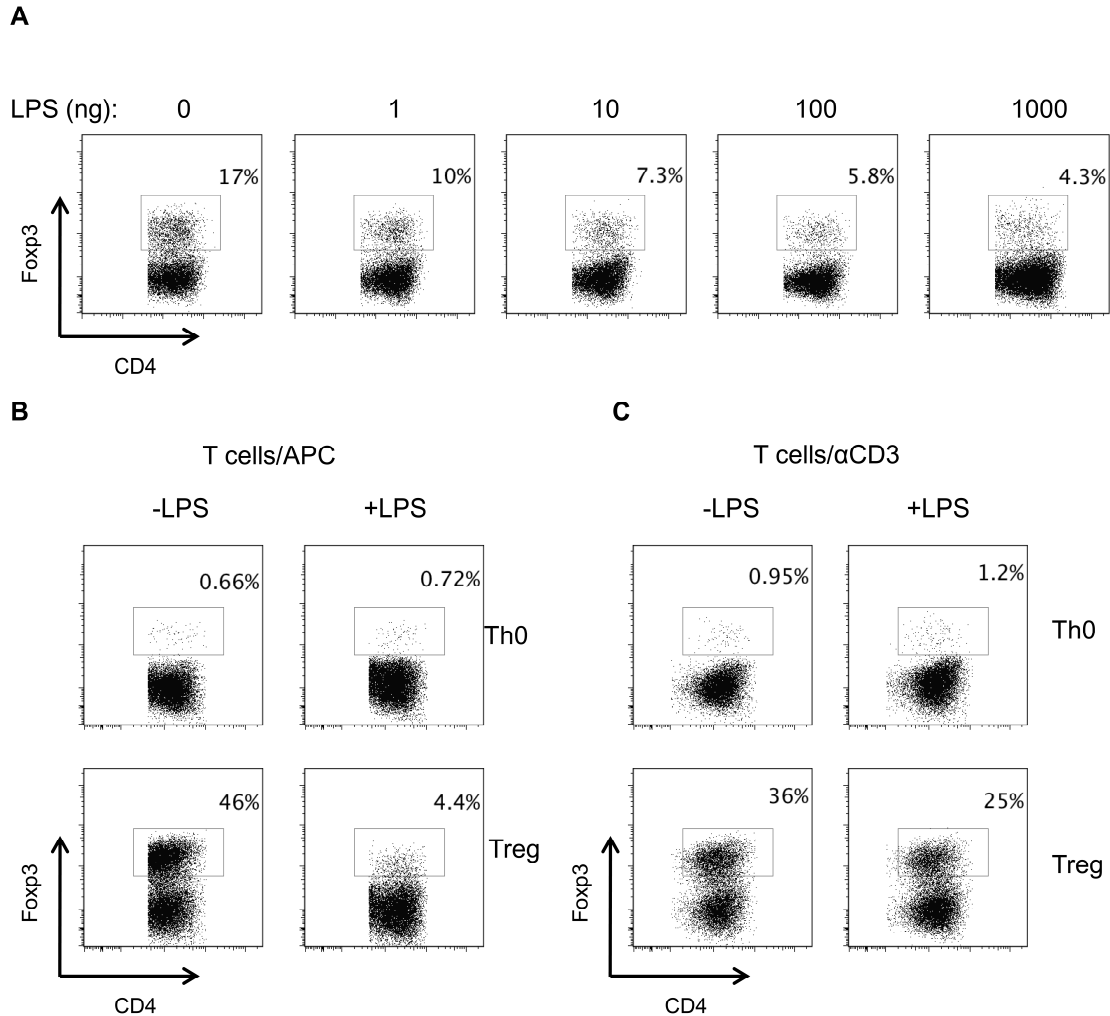 A
LPS (ng): 0 1 10 100 1000
17% 10% 7.3% 5.8% 4.3%
Foxp3
CD4
B C
T cells/APC T cells/αCD3
-LPS +LPS -LPS +LPS
0.66% 0.72% 0.95% 1.2%
Th0 Th0
46% 4.4% 36% 25%
Treg Treg
Foxp3 Foxp3
CD4 CD4